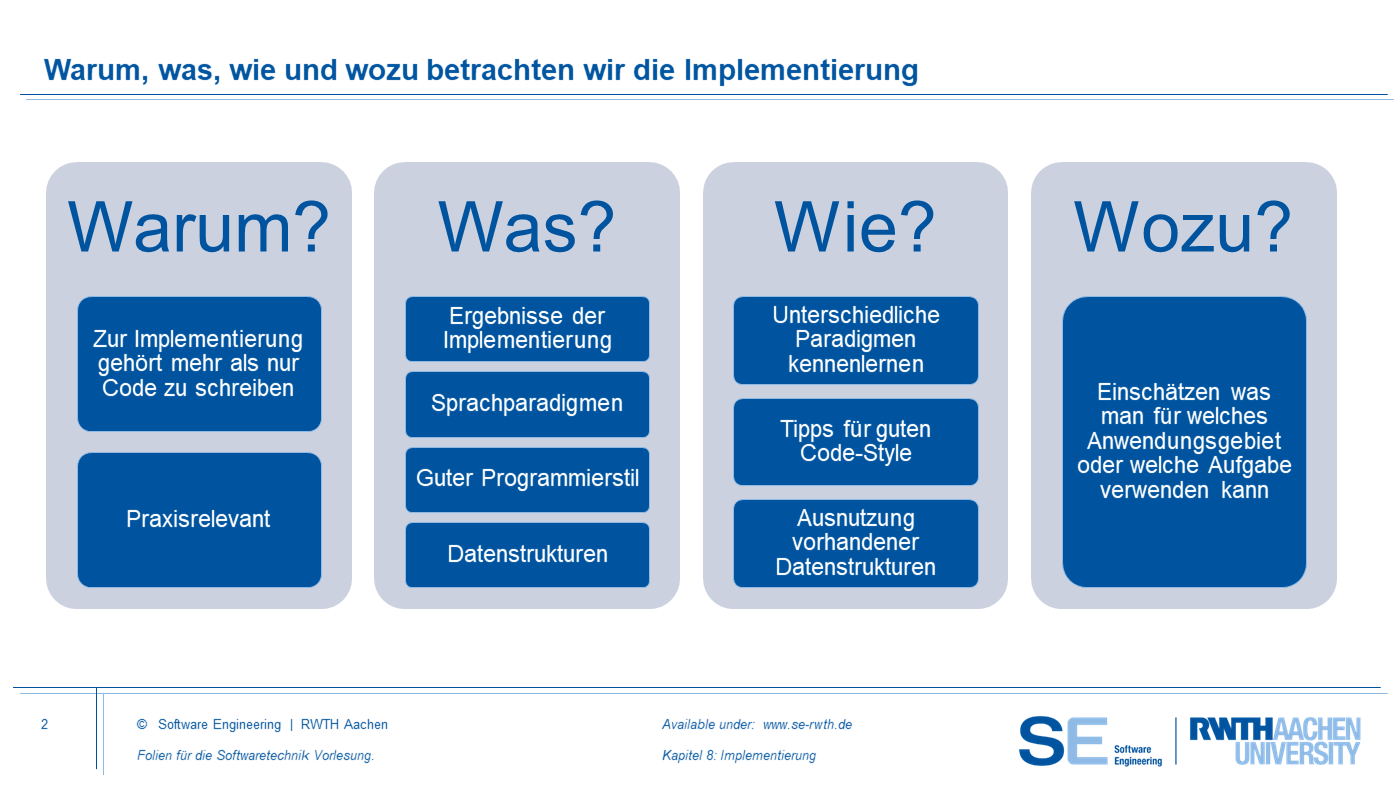 Warum, was, wie und wozu betrachten wir die Implementierung
Warum?
Zur Implementierung
gehört mehr als nur
Code zu schreiben
Praxisrelevant
Was?
Ergebnisse der
Implementierung
Sprachparadigmen
Guter Programmierstil
Datenstrukturen
Wie?
Unterschiedliche
Paradigmen
kennenlernen
Tipps für guten
Code-Style
Ausnutzung
vorhandener
Datenstrukturen
Wozu?
Einschätzen was
man für welches
Anwendungsgebiet
oder welche Aufgabe
verwenden kann
2
© Software Engineering | RWTH Aachen
Folien für die Softwaretechnik Vorlesung.
Available under: www.se-rwth.de
Kapitel 8: Implementierung
SE Software
Engineering
RWTH AACHEN
UNIVERSITY